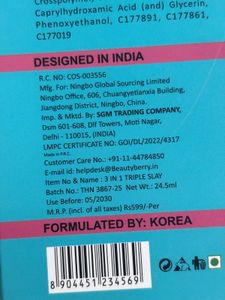 Crosspolymer,
Caprylhydroxamic Acid (and) Glycerin,
Phenoxyethanol, C177891, C177861,
C177019
DESIGNED IN INDIA
R.C. NO: COS-003556
Mfg. For: Ningbo Global Sourcing Limited
Ningbo Office, 606, Chuangyetianxia Building,
Jiangdong District, Ningbo, China.
Imp. & Mktd. By: SGM TRADING COMPANY,
Dsm 601-608, Dlf Towers, Moti Nagar,
Delhi - 110015, (INDIA)
LMPC CERTIFICATE NO: GOI/DL/2022/4317
Made in P.R.C.
Customer Care No.: +91-11-44784850
E-mail id: helpdesk@Beautyberry.in
Item No & Name : 3 IN 1 TRIPLE SLAY
Batch No.: THN 3867-25 Net Wt.: 24.5ml
Use Before: 05/2030
M.R.P. (incl. of all taxes) Rs599/-Per
FORMULATED BY: KOREA
8 904451 234569